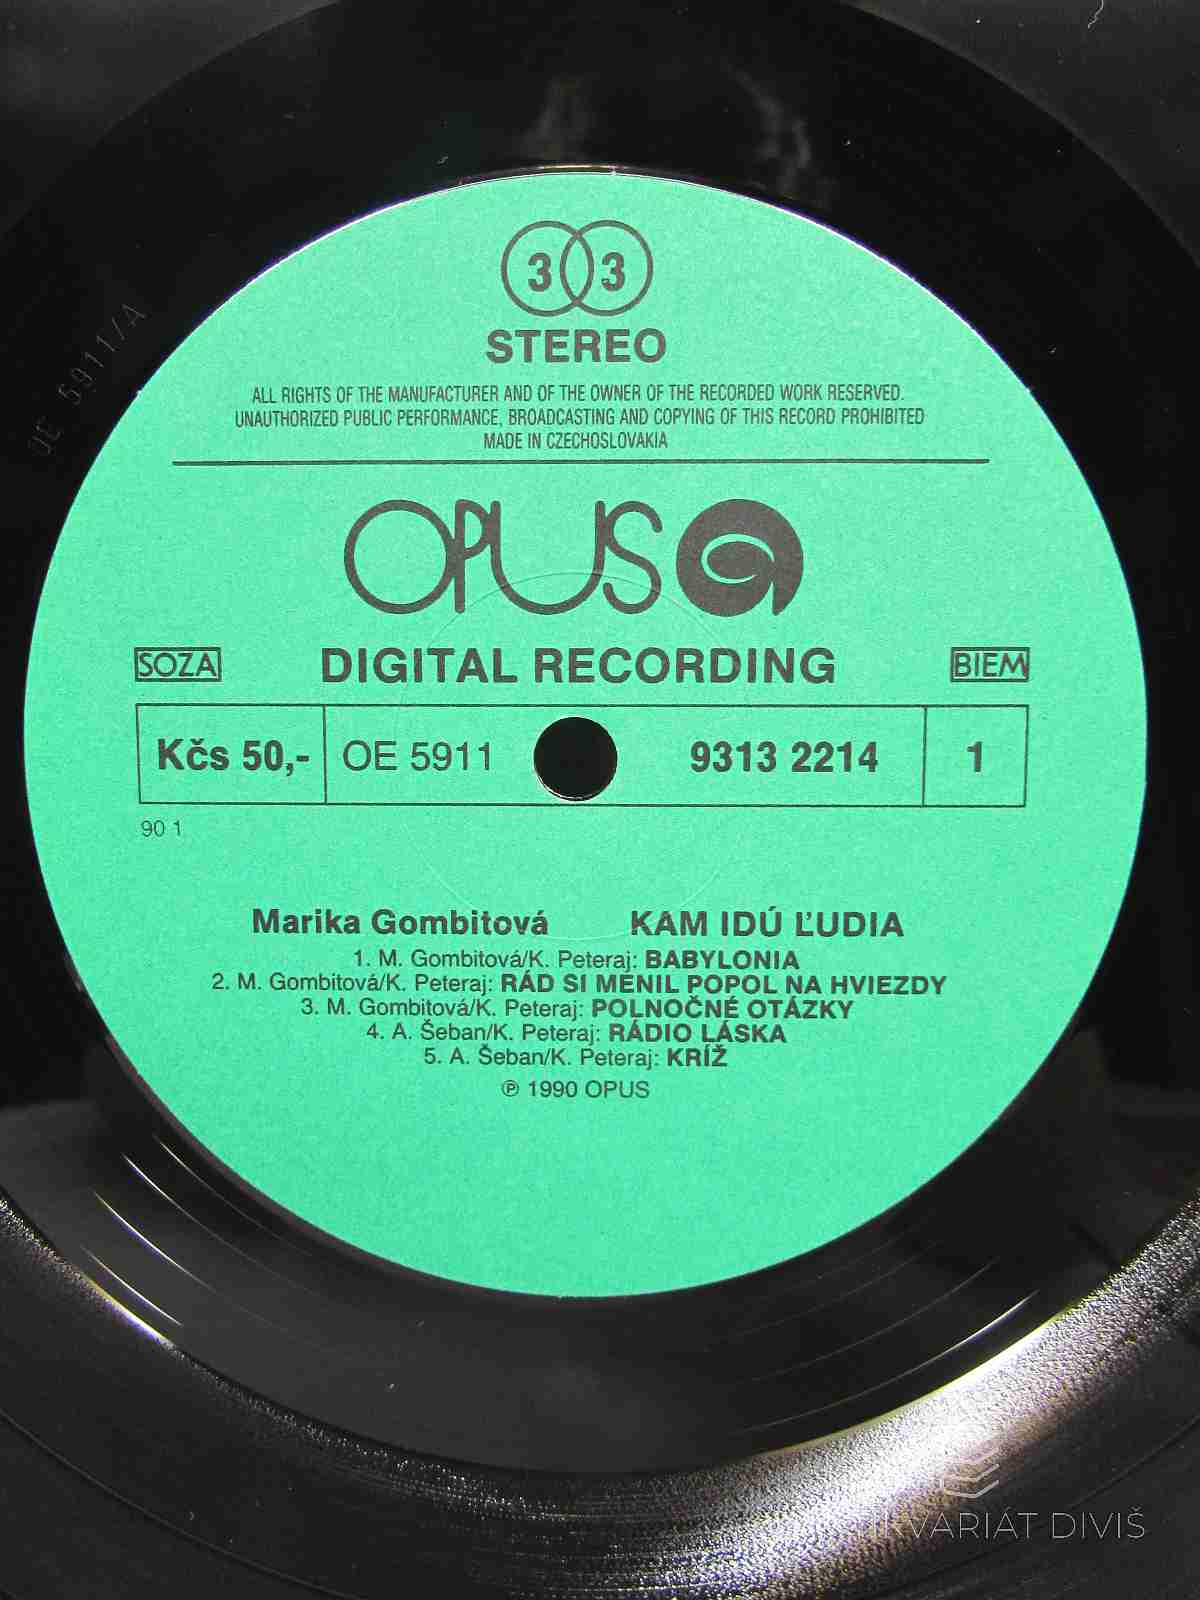 33
STEREO
ALL RIGHTS OF THE MANUFACTURER AND OF THE OWNER OF THE RECORDED WORK RESERVED.
UNAUTHORIZED PUBLIC PERFORMANCE, BROADCASTING AND COPYING OF THIS RECORD PROHIBITED
MADE IN CZECHOSLOVAKIA
OE 5911/A
OPUS
SOZA DIGITAL RECORDING BIEM
Kčs 50,- OE 5911 9313 2214 1
90 1
Marika Gombitová KAM IDÚ ĽUDIA
1. M. Gombitová/K. Peteraj: BABYLONIA
2. M. Gombitová/K. Peteraj: RÁD SI MENIL POPOL NA HVIEZDY
3. M. Gombitová/K. Peteraj: POLNOČNÉ OTÁZKY
4. A. Šeban/K. Peteraj: RÁDIO LÁSKA
5. A. Šeban/K. Peteraj: KRÍŽ
℗ 1990 OPUS
DIVIŠ